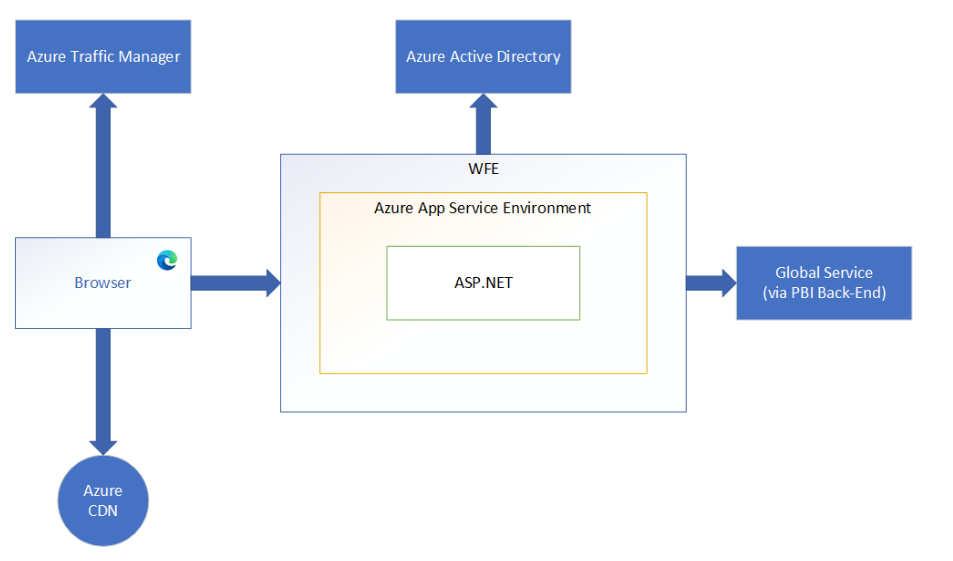 Azure Traffic Manager
Azure Active Directory
WFE
Azure App Service Environment
Browser
ASP.NET
Global Service
(via PBI Back-End)
Azure
CDN